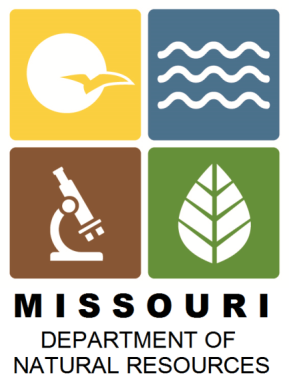 MISSOURI
DEPARTMENT OF
NATURAL RESOURCES